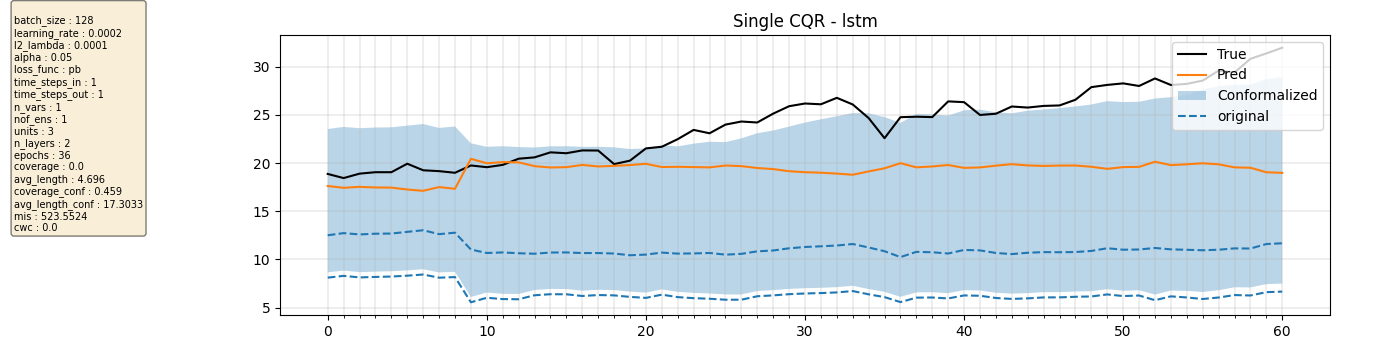 batch_size : 128
learning_rate : 0.0002
l2_lambda : 0.0001
alpha : 0.05
loss_func : pb
time_steps_in : 1
time_steps_out : 1
n_vars : 1
nof_ens : 1
units : 3
n_layers : 2
epochs : 36
coverage : 0.0
avg_length : 4.696
coverage_conf : 0.459
avg_length_conf : 17.3033
mis : 523.5524
cwc : 0.0
Single CQR - lstm
30
25
20
15
10
5
True
Pred
Conformalized
original
0 10 20 30 40 50 60